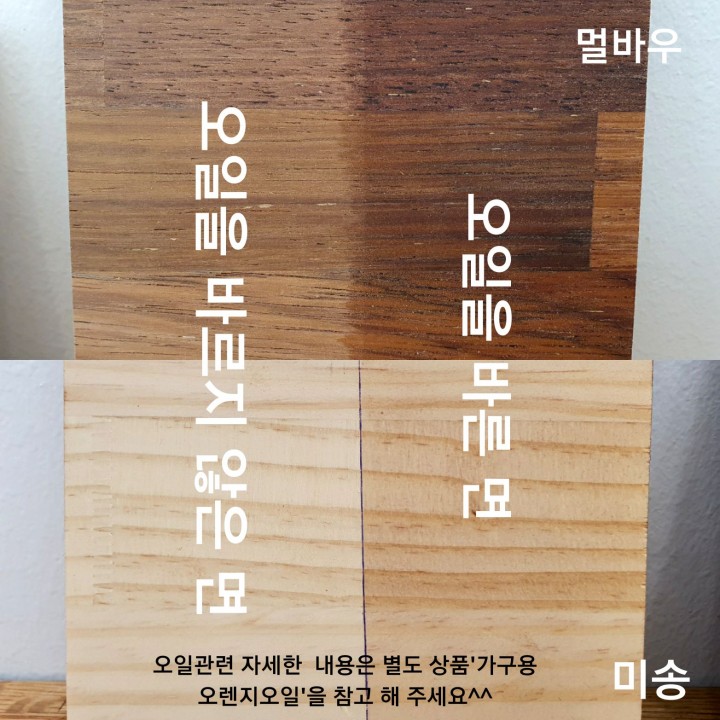 멀바우
오일을 바르지 않은 면
오일을 바른 면
오일관련 자세한  내용은 별도 상품'가구용
오렌지오일'을 참고 해 주세요^^
미송